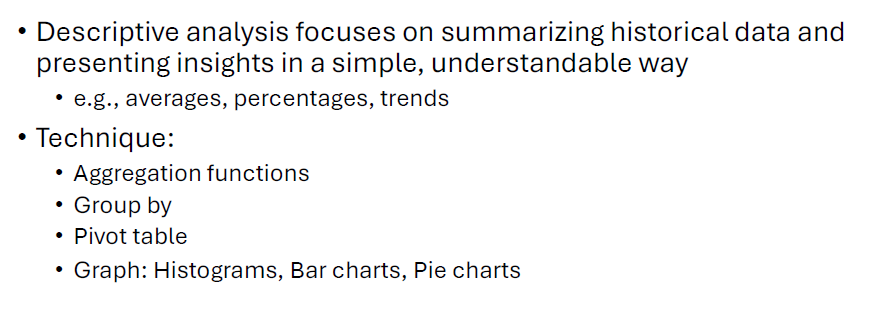 • Descriptive analysis focuses on summarizing historical data and
presenting insights in a simple, understandable way
• e.g., averages, percentages, trends
• Technique:
• Aggregation functions
• Group by
• Pivot table
• Graph: Histograms, Bar charts, Pie charts